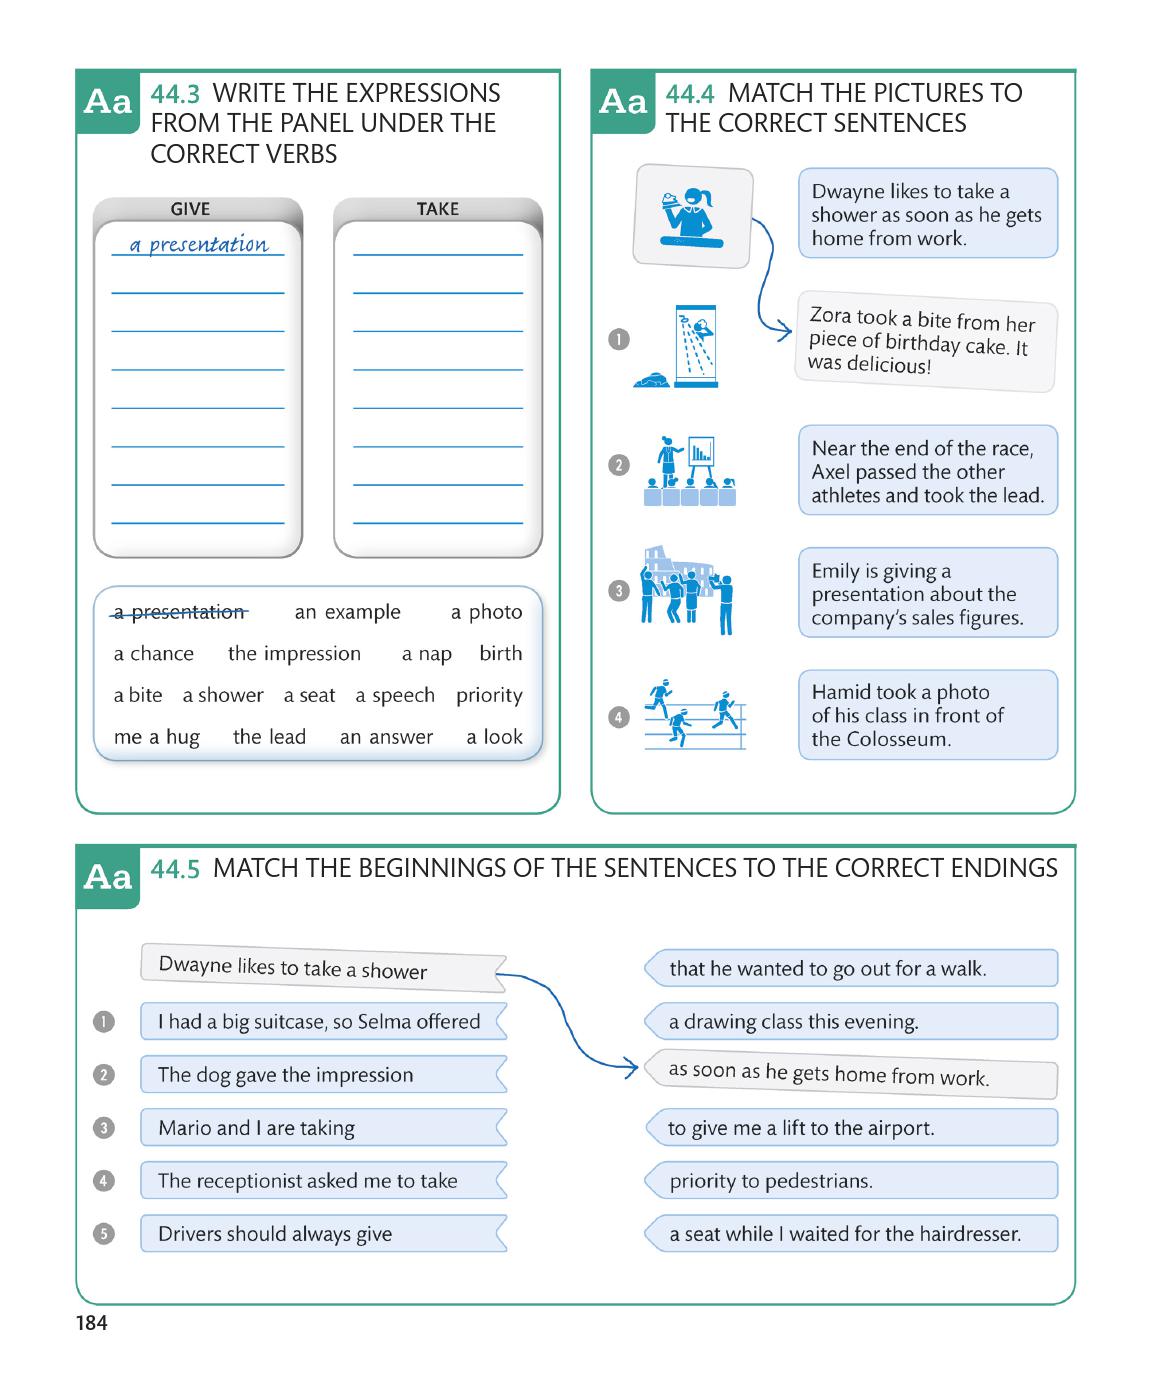 Aa
44.3 WRITE THE EXPRESSIONS
FROM THE PANEL UNDER THE
CORRECT VERBS
GIVE
a presentation
TAKE
a presentation an example a photo
a chance the impression a nap birth
a bite a shower a seat a speech priority
me a hug the lead an answer a look
Aa
44.4 MATCH THE PICTURES TO
THE CORRECT SENTENCES
Dwayne likes to take a
shower as soon as he gets
home from work.
1
Zora took a bite from her
piece of birthday cake. It
was delicious!
2
Near the end of the race,
Axel passed the other
athletes and took the lead.
3
Emily is giving a
presentation about the
company's sales figures.
4
Hamid took a photo
of his class in front of
the Colosseum.
Aa
44.5 MATCH THE BEGINNINGS OF THE SENTENCES TO THE CORRECT ENDINGS
Dwayne likes to take a shower
that he wanted to go out for a walk.
1 I had a big suitcase, so Selma offered
a drawing class this evening.
2 The dog gave the impression
as soon as he gets home from work.
3 Mario and I are taking
to give me a lift to the airport.
4 The receptionist asked me to take
priority to pedestrians.
5 Drivers should always give
a seat while I waited for the hairdresser.
184